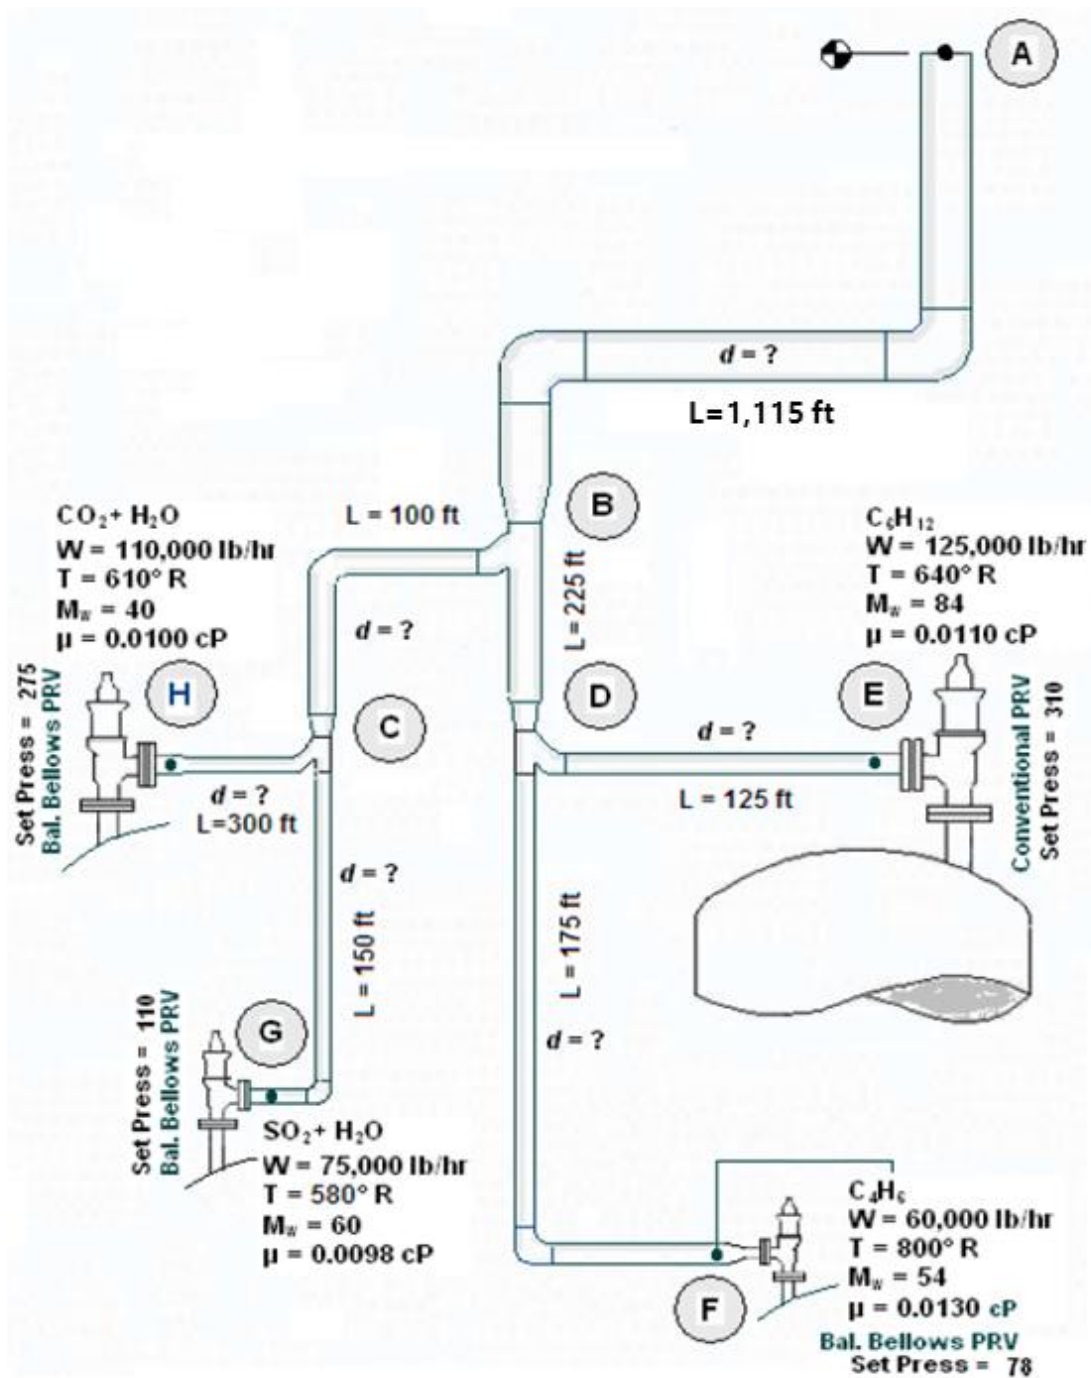 A
d = ?
L=1,115 ft
B
L = 100 ft
CO₂+ H₂O
W = 110,000 lb/hr
T = 610° R
M_w = 40
μ = 0.0100 cP
C₆H₁₂
W = 125,000 lb/hr
T = 640° R
M_w = 84
μ = 0.0110 cP
L = 225 ft
d = ?
Set Press = 275
Bal. Bellows PRV
H
C
D
E
Conventional PRV
Set Press = 310
d = ?
L = 125 ft
d = ?
L=300 ft
d = ?
L = 150 ft
L = 175 ft
d = ?
Set Press = 110
Bal. Bellows PRV
G
SO₂+ H₂O
W = 75,000 lb/hr
T = 580° R
M_w = 60
μ = 0.0098 cP
C₄H₆
W = 60,000 lb/hr
T = 800° R
M_w = 54
μ = 0.0130 cP
F
Bal. Bellows PRV
Set Press = 78